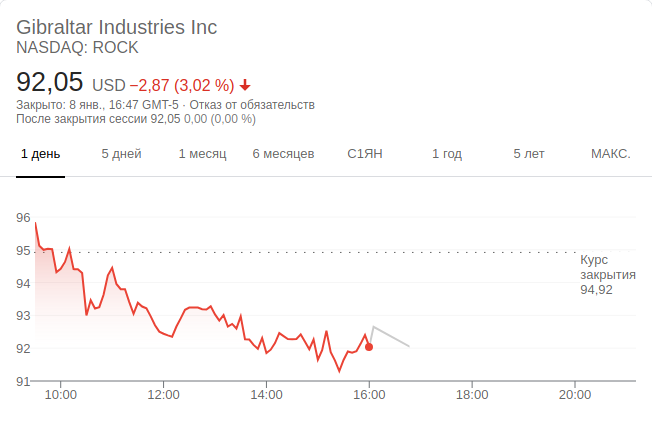 Gibraltar Industries Inc
NASDAQ: ROCK
92,05 USD −2,87 (3,02 %)
Закрыто: 8 янв., 16:47 GMT-5 · Отказ от обязательств
После закрытия сессии 92,05 0,00 (0,00 %)
1 день 5 дней 1 месяц 6 месяцев С1ЯН 1 год 5 лет МАКС.
96
95
Курс
закрытия
94,92
94
93
92
91
10:00 12:00 14:00 16:00 18:00 20:00